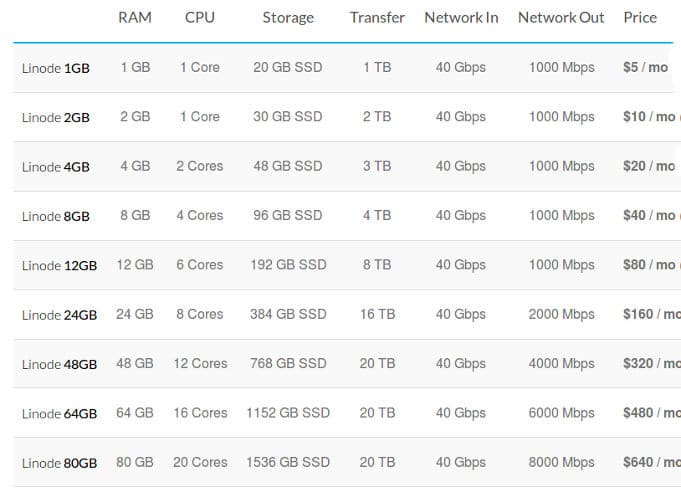 RAM CPU Storage Transfer Network In Network Out Price
Linode 1GB 1 GB 1 Core 20 GB SSD 1 TB 40 Gbps 1000 Mbps $5 / mo
Linode 2GB 2 GB 1 Core 30 GB SSD 2 TB 40 Gbps 1000 Mbps $10 / mo (
Linode 4GB 4 GB 2 Cores 48 GB SSD 3 TB 40 Gbps 1000 Mbps $20 / mo
Linode 8GB 8 GB 4 Cores 96 GB SSD 4 TB 40 Gbps 1000 Mbps $40 / mo (
Linode 12GB 12 GB 6 Cores 192 GB SSD 8 TB 40 Gbps 1000 Mbps $80 / mo (
Linode 24GB 24 GB 8 Cores 384 GB SSD 16 TB 40 Gbps 2000 Mbps $160 / mo
Linode 48GB 48 GB 12 Cores 768 GB SSD 20 TB 40 Gbps 4000 Mbps $320 / mo
Linode 64GB 64 GB 16 Cores 1152 GB SSD 20 TB 40 Gbps 6000 Mbps $480 / mo
Linode 80GB 80 GB 20 Cores 1536 GB SSD 20 TB 40 Gbps 8000 Mbps $640 / mo